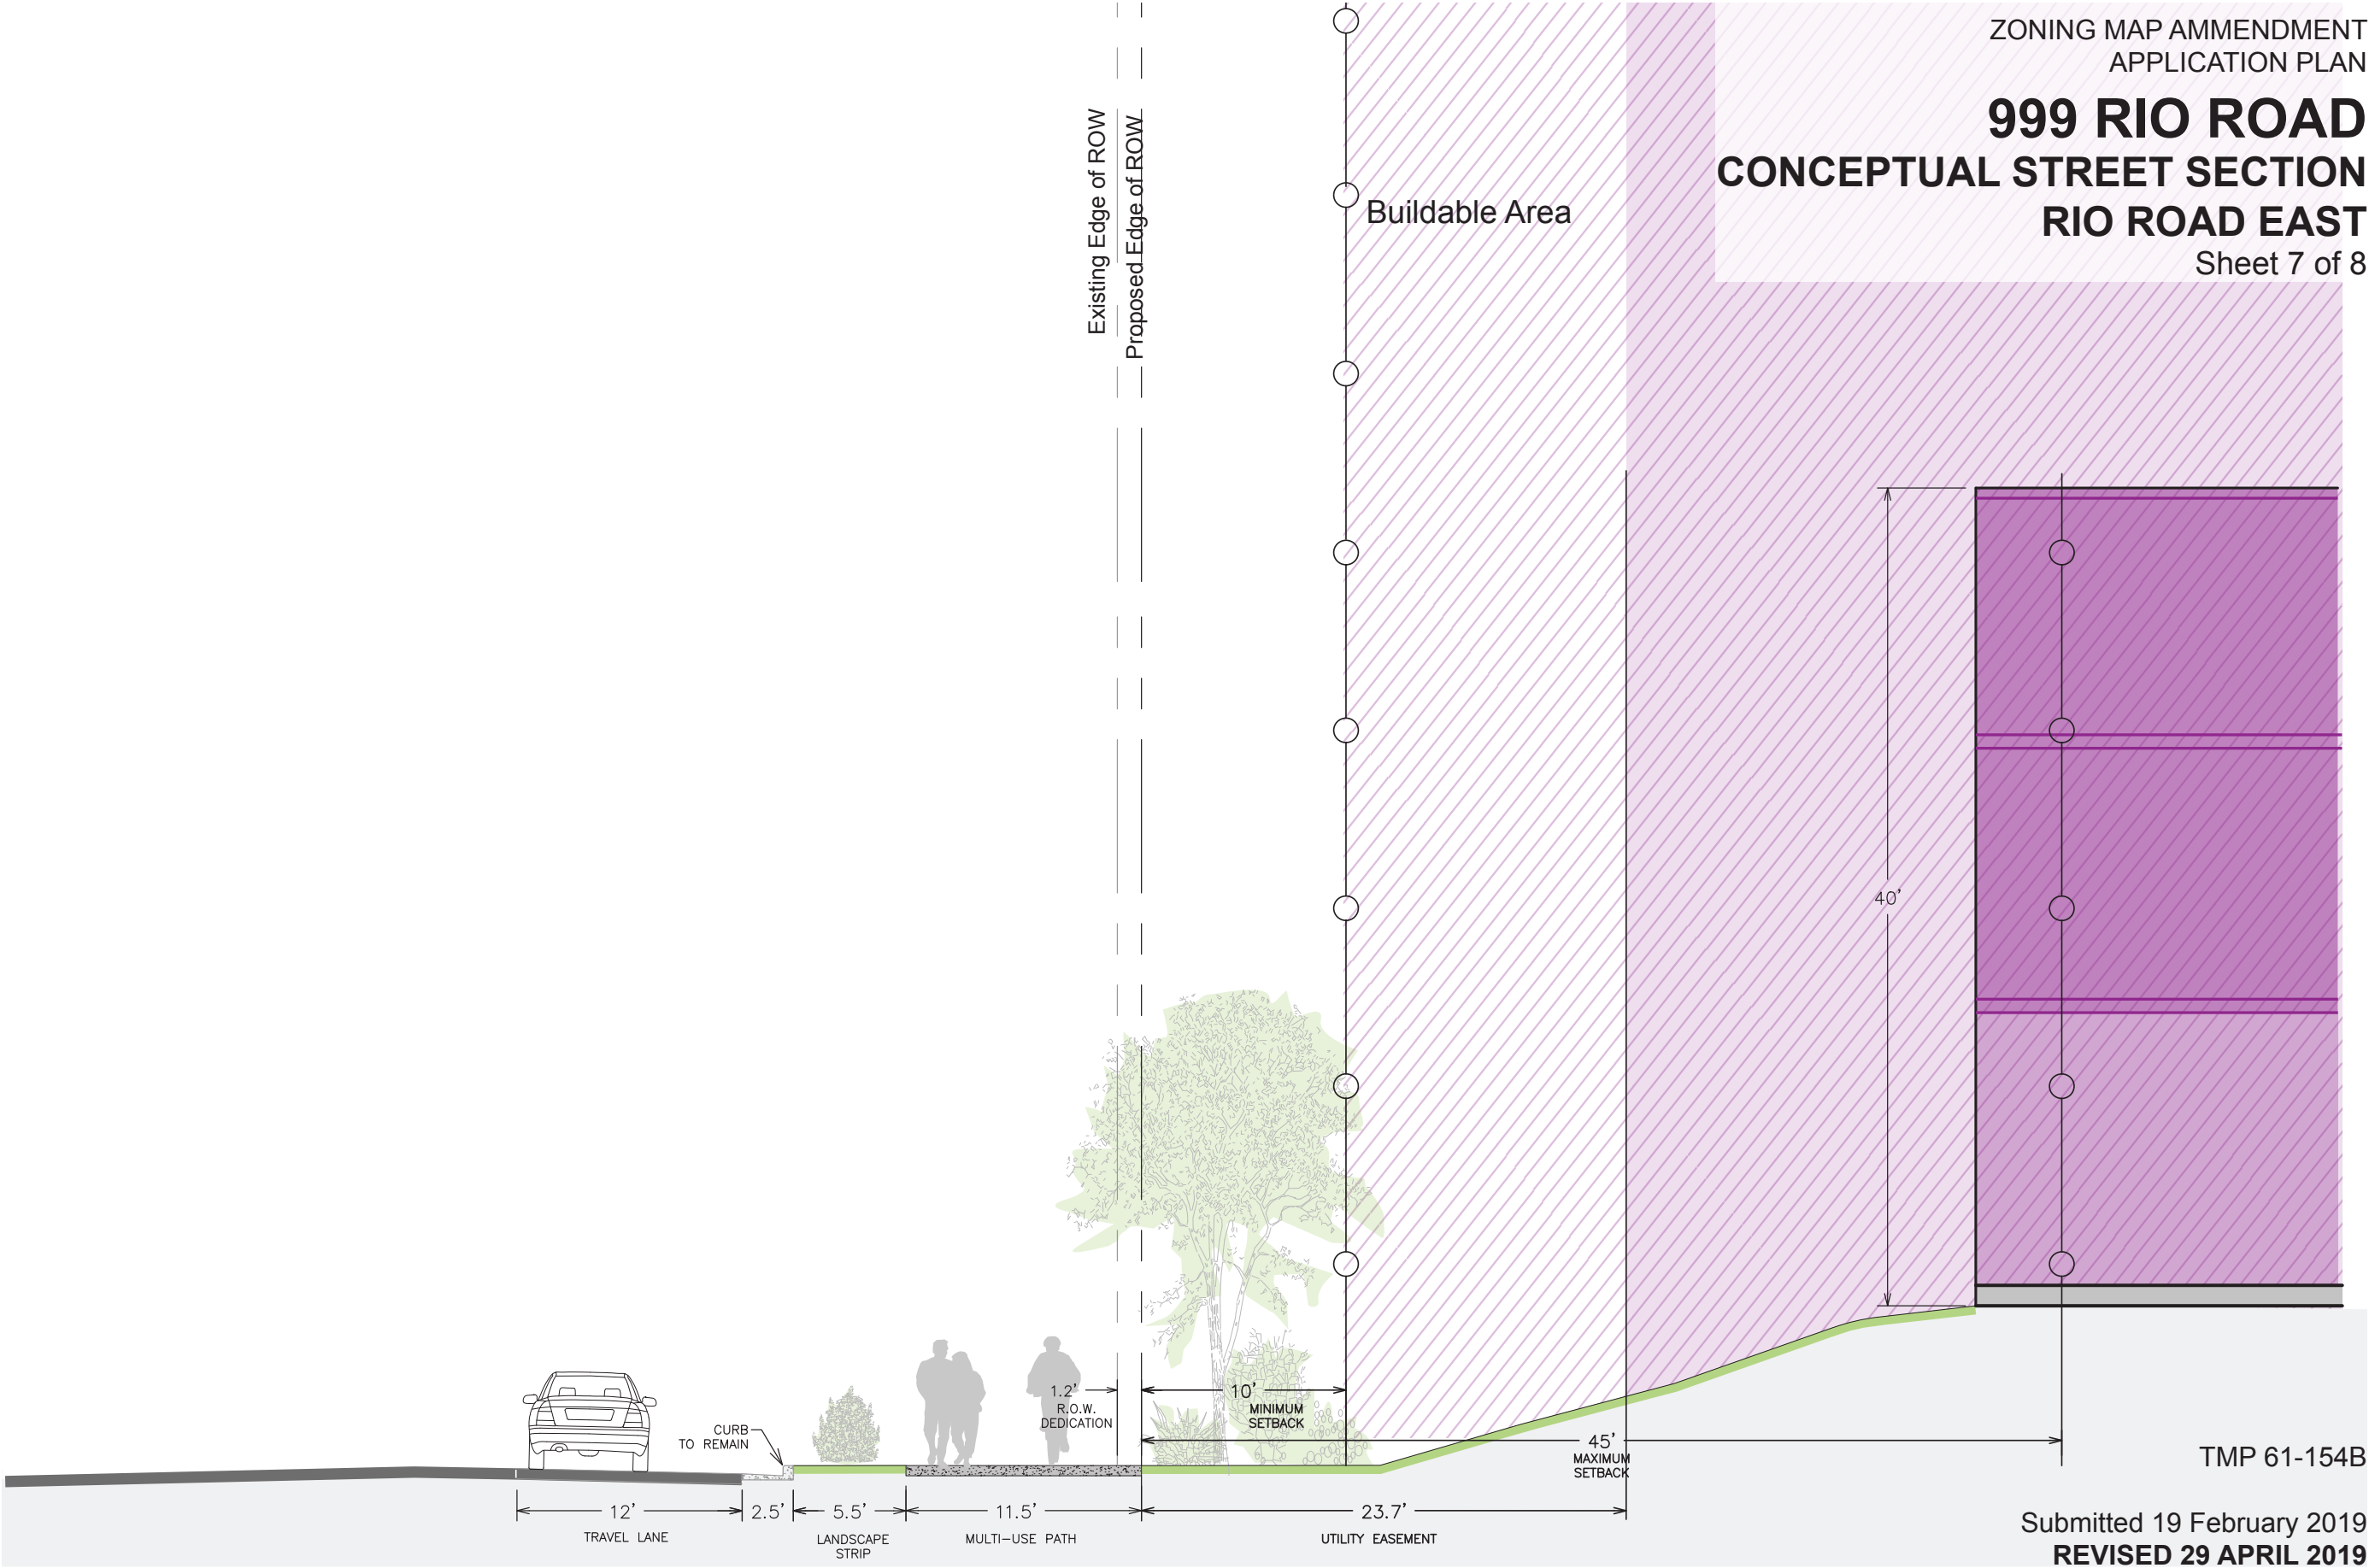 ZONING MAP AMMENDMENT
APPLICATION PLAN
999 RIO ROAD
CONCEPTUAL STREET SECTION
RIO ROAD EAST
Sheet 7 of 8
Existing Edge of ROW
Proposed Edge of ROW
Buildable Area
40'
1.2'
R.O.W.
DEDICATION
10'
MINIMUM
SETBACK
CURB
TO REMAIN
45'
MAXIMUM
SETBACK
12'
TRAVEL LANE
2.5'
5.5'
LANDSCAPE
STRIP
11.5'
MULTI-USE PATH
23.7'
UTILITY EASEMENT
TMP 61-154B
Submitted 19 February 2019
REVISED 29 APRIL 2019